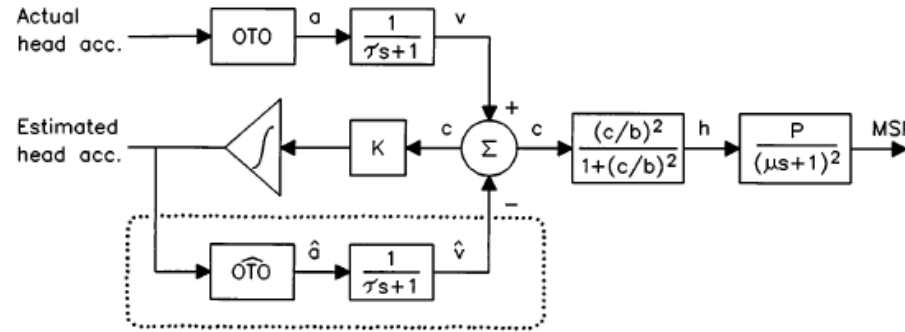 Actual
head acc.
OTO
a
1
τs+1
v
+
Estimated
head acc.
∫
K
c
Σ
c
(c/b)²
1+(c/b)²
h
P
(μs+1)²
MSI
−
O͡TO
â
1
τs+1
v̂